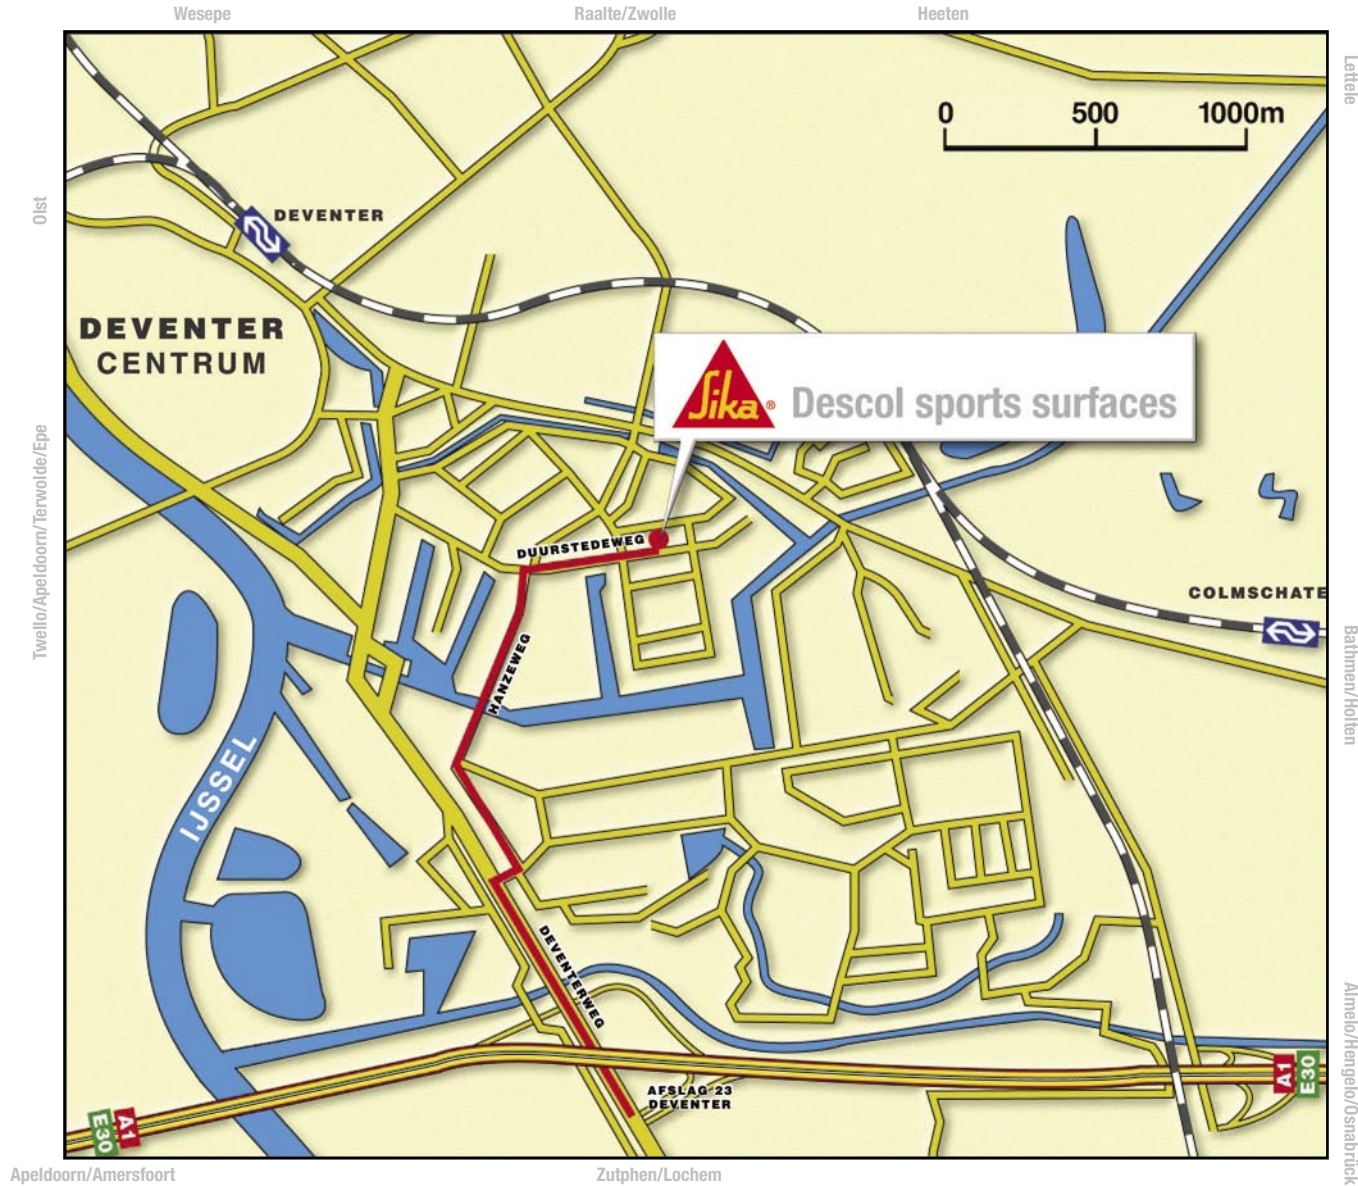 Wesepe
Raalte/Zwolle
Heeten
Lettele
0 500 1000m
Olst
DEVENTER
DEVENTER
CENTRUM
Sika®
Descol sports surfaces
Twello/Apeldoorn/Terwolde/Epe
DUURSTEDEWEG
COLMSCHATE
HANZEWEG
Bathmen/Holten
IJSSEL
DEVENTERWEG
AFSLAG 23
DEVENTER
A1
E30
E30
A1
Almelo/Hengelo/Osnabrück
Apeldoorn/Amersfoort
Zutphen/Lochem